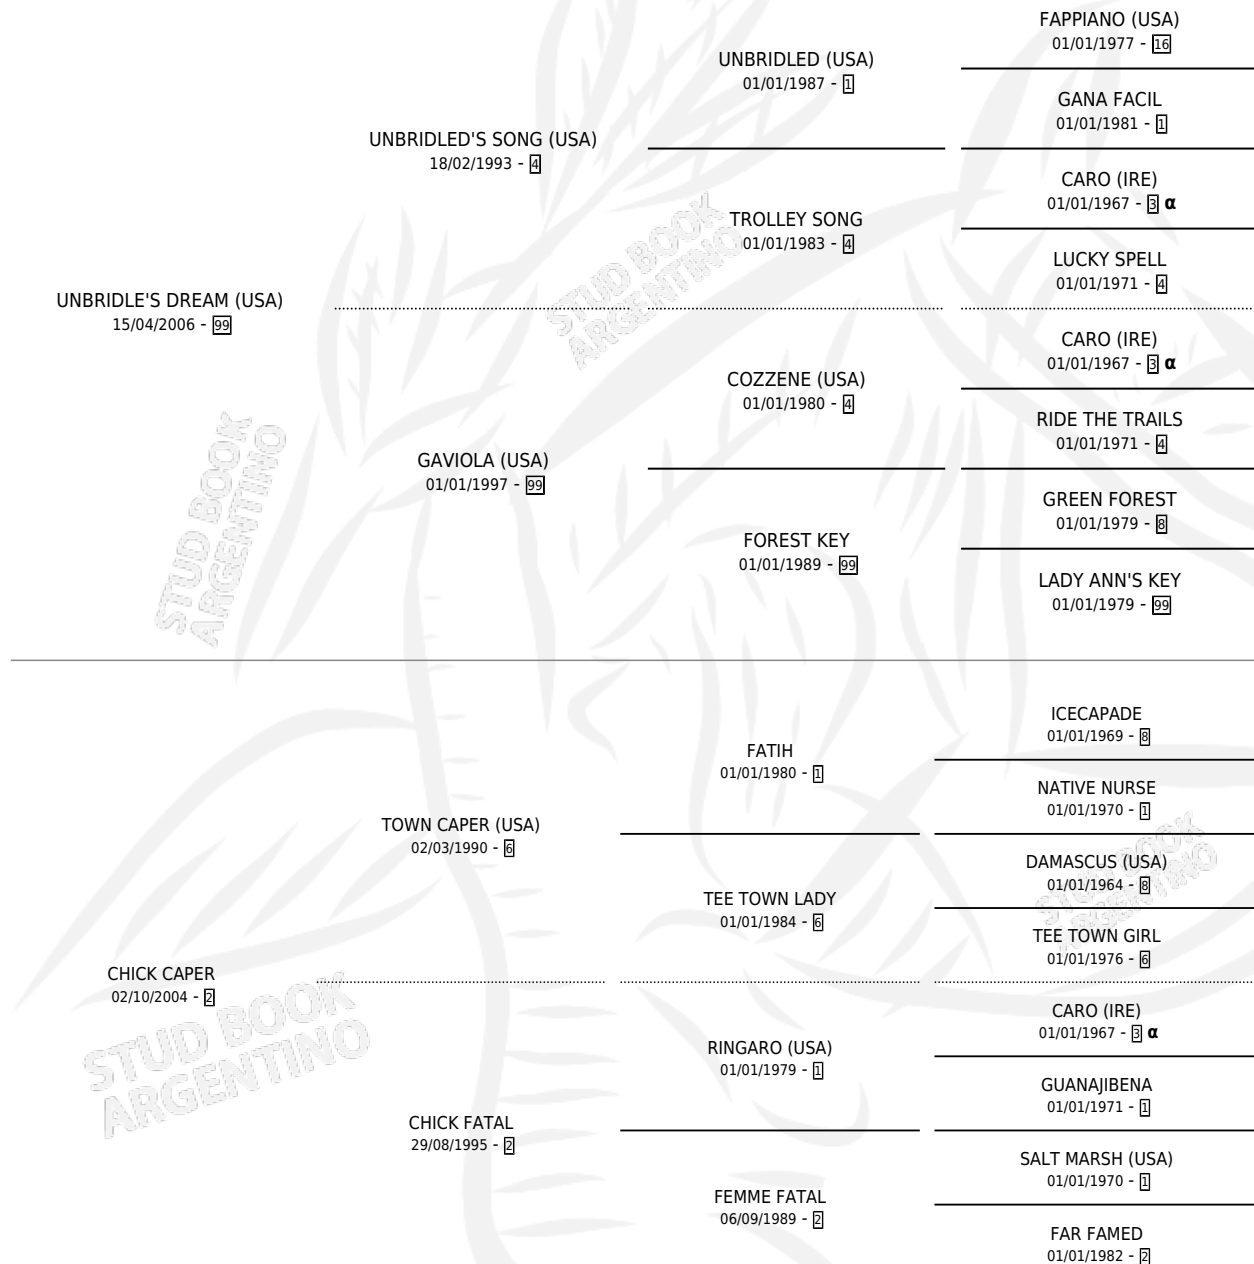 FAPPIANO (USA)
01/01/1977 - 16
UNBRIDLED (USA)
01/01/1987 - 1
GANA FACIL
01/01/1981 - 1
UNBRIDLED'S SONG (USA)
18/02/1993 - 4
CARO (IRE)
01/01/1967 - 3 α
TROLLEY SONG
01/01/1983 - 4
LUCKY SPELL
01/01/1971 - 4
STUD BOOK
ARGENTINO
UNBRIDLE'S DREAM (USA)
15/04/2006 - 99
CARO (IRE)
01/01/1967 - 3 α
COZZENE (USA)
01/01/1980 - 4
RIDE THE TRAILS
01/01/1971 - 4
GAVIOLA (USA)
01/01/1997 - 99
GREEN FOREST
01/01/1979 - 8
FOREST KEY
01/01/1989 - 99
LADY ANN'S KEY
01/01/1979 - 99
STUD BOOK
ARGENTINO
ICECAPADE
01/01/1969 - 8
FATIH
01/01/1980 - 1
NATIVE NURSE
01/01/1970 - 1
TOWN CAPER (USA)
02/03/1990 - 6
DAMASCUS (USA)
01/01/1964 - 8
STUD BOOK
ARGENTINO
TEE TOWN LADY
01/01/1984 - 6
TEE TOWN GIRL
01/01/1976 - 6
CHICK CAPER
02/10/2004 - 2
STUD BOOK
ARGENTINO
CARO (IRE)
01/01/1967 - 3 α
RINGARO (USA)
01/01/1979 - 1
GUANAJIBENA
01/01/1971 - 1
CHICK FATAL
29/08/1995 - 2
SALT MARSH (USA)
01/01/1970 - 1
FEMME FATAL
06/09/1989 - 2
FAR FAMED
01/01/1982 - 2